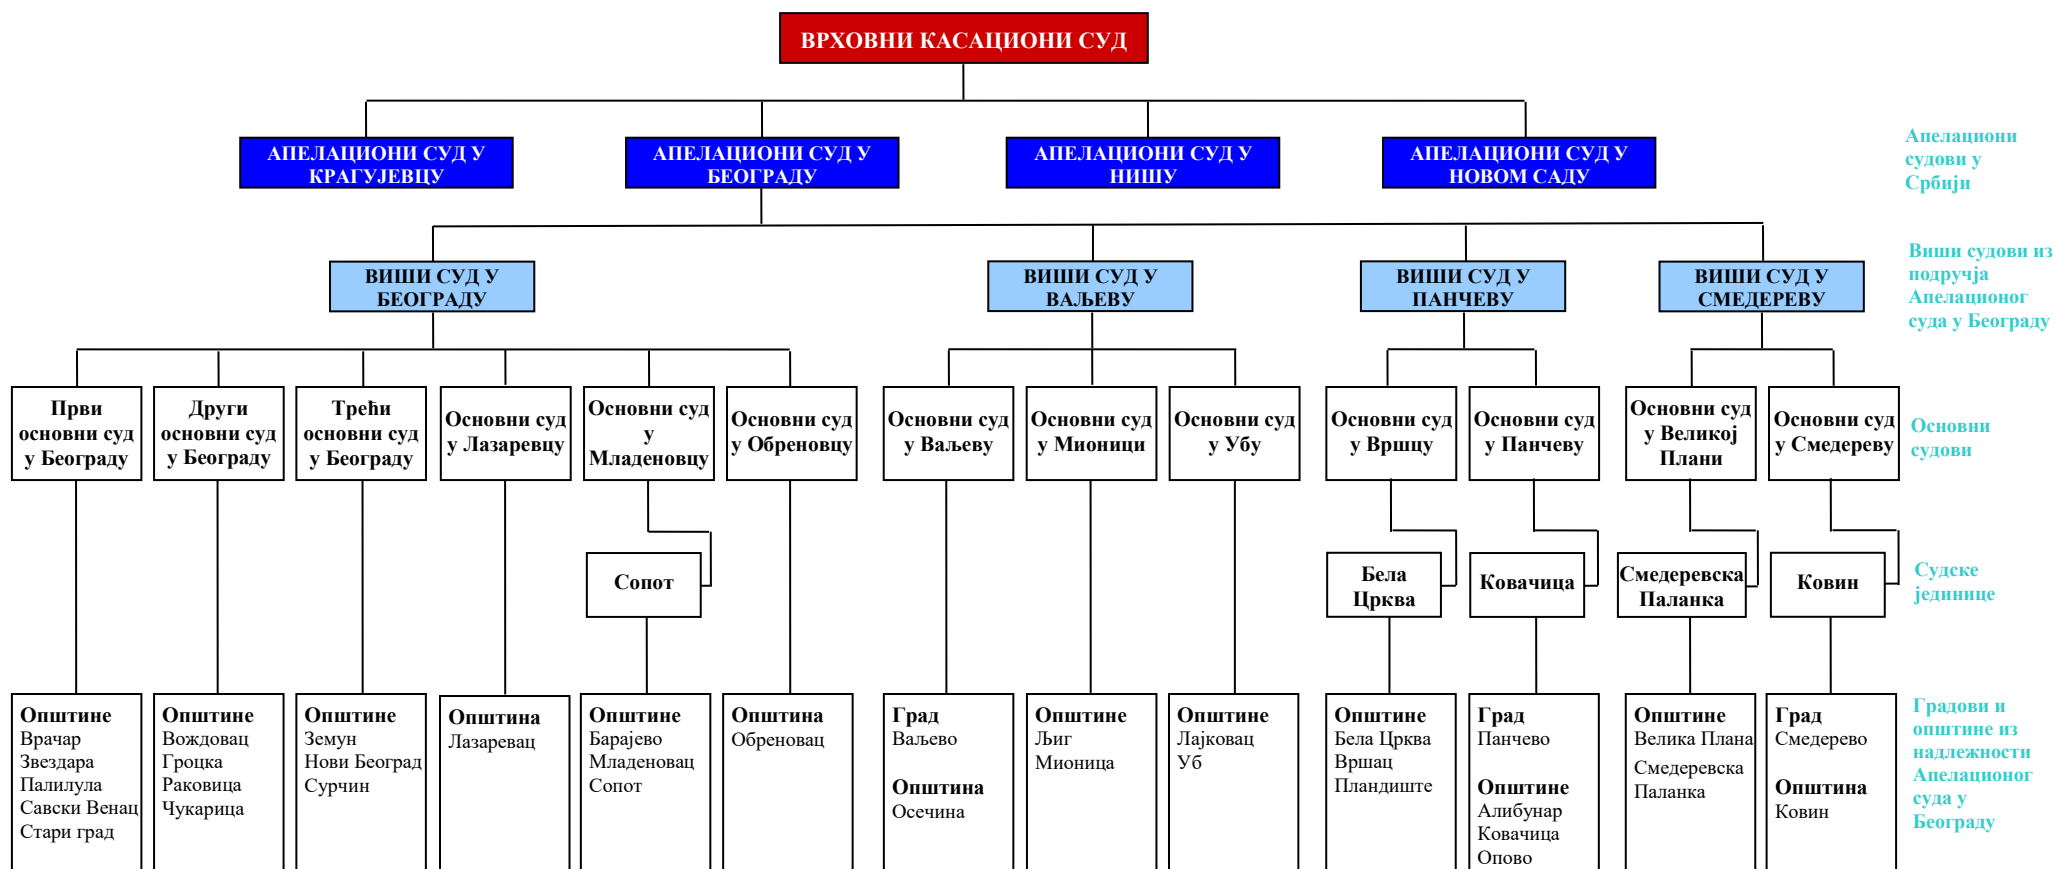 ВРХОВНИ КАСАЦИОНИ СУД
АПЕЛАЦИОНИ СУД У
КРАГУЈЕВЦУ
АПЕЛАЦИОНИ СУД У
БЕОГРАДУ
АПЕЛАЦИОНИ СУД У
НИШУ
АПЕЛАЦИОНИ СУД У
НОВОМ САДУ
Апелациони
судови у
Србији
ВИШИ СУД У
БЕОГРАДУ
ВИШИ СУД У
ВАЉЕВУ
ВИШИ СУД У
ПАНЧЕВУ
ВИШИ СУД У
СМЕДЕРЕВУ
Виши судови из
подручја
Апелационог
суда у Београду
Први
основни суд
у Београду
Други
основни суд
у Београду
Трећи
основни суд
у Београду
Основни суд
у Лазаревцу
Основни суд
у
Младеновцу
Основни суд
у Обреновцу
Основни суд
у Ваљеву
Основни суд
у Мионици
Основни суд
у Убу
Основни суд
у Вршцу
Основни суд
у Панчеву
Основни суд
у Великој
Плани
Основни суд
у Смедереву
Основни
судови
Сопот
Бела
Црква
Ковачица
Смедеревска
Паланка
Ковин
Судске
јединице
Општине
Врачар
Звездара
Палилула
Савски Венац
Стари град
Општине
Вождовац
Гроцка
Раковица
Чукарица
Општине
Земун
Нови Београд
Сурчин
Општина
Лазаревац
Општине
Барајево
Младеновац
Сопот
Општина
Обреновац
Град
Ваљево
Општина
Осечина
Општине
Љиг
Мионица
Општине
Лајковац
Уб
Општине
Бела Црква
Вршац
Пландиште
Град
Панчево
Општине
Алибунар
Ковачица
Опово
Општине
Велика Плана
Смедеревска
Паланка
Град
Смедерево
Општина
Ковин
Градови и
општине из
надлежности
Апелационог
суда у
Београду